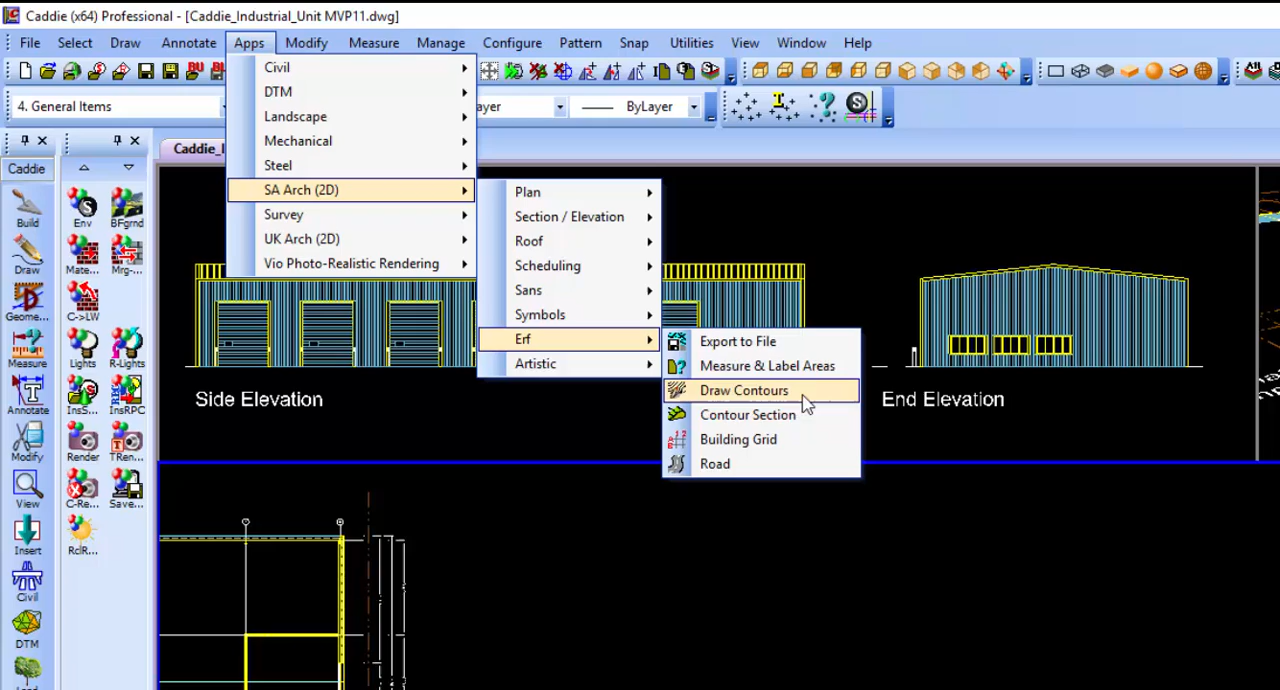 Caddie (x64) Professional - [Caddie_Industrial_Unit MVP11.dwg]
File Select Draw Annotate Apps Modify Measure Manage Configure Pattern Snap Utilities View Window Help
4. General Items
ayer
ByLayer
Caddie
Caddie_I
Build
Draw
Geome...
Measure
Annotate
Modify
View
Insert
Civil
DTM
Env
BFgrnd
Mate...
Mrg-...
C->LW
Lights
R-Lights
InsS...
InsRPC
Render
TRen...
C-Re...
Save...
RclR...
Civil
DTM
Landscape
Mechanical
Steel
SA Arch (2D)
Survey
UK Arch (2D)
Vio Photo-Realistic Rendering
Plan
Section / Elevation
Roof
Scheduling
Sans
Symbols
Erf
Artistic
Export to File
Measure & Label Areas
Draw Contours
Contour Section
Building Grid
Road
Side Elevation
End Elevation